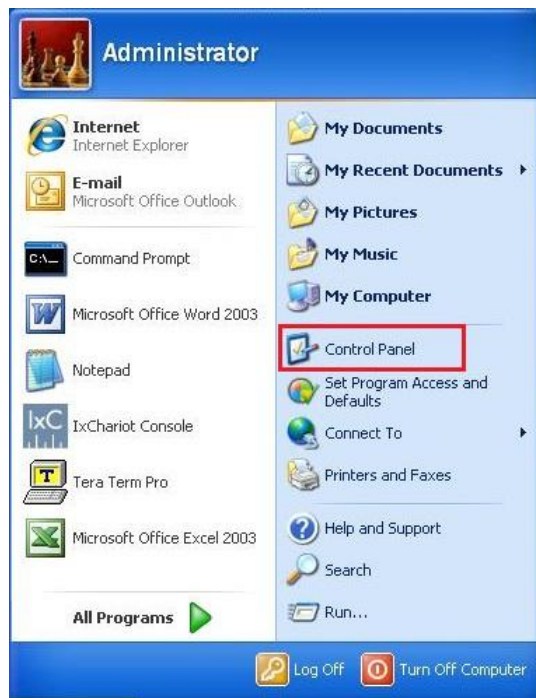 Administrator
Internet
Internet Explorer
E-mail
Microsoft Office Outlook
C:\_
Command Prompt
W
Microsoft Office Word 2003
Notepad
IxC
IxChariot Console
T
Tera Term Pro
X
Microsoft Office Excel 2003
All Programs
My Documents
My Recent Documents
My Pictures
My Music
My Computer
Control Panel
Set Program Access and
Defaults
Connect To
Printers and Faxes
Help and Support
Search
Run...
Log Off
Turn Off Computer